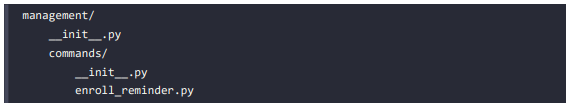 management/
    __init__.py
    commands/
        __init__.py
        enroll_reminder.py